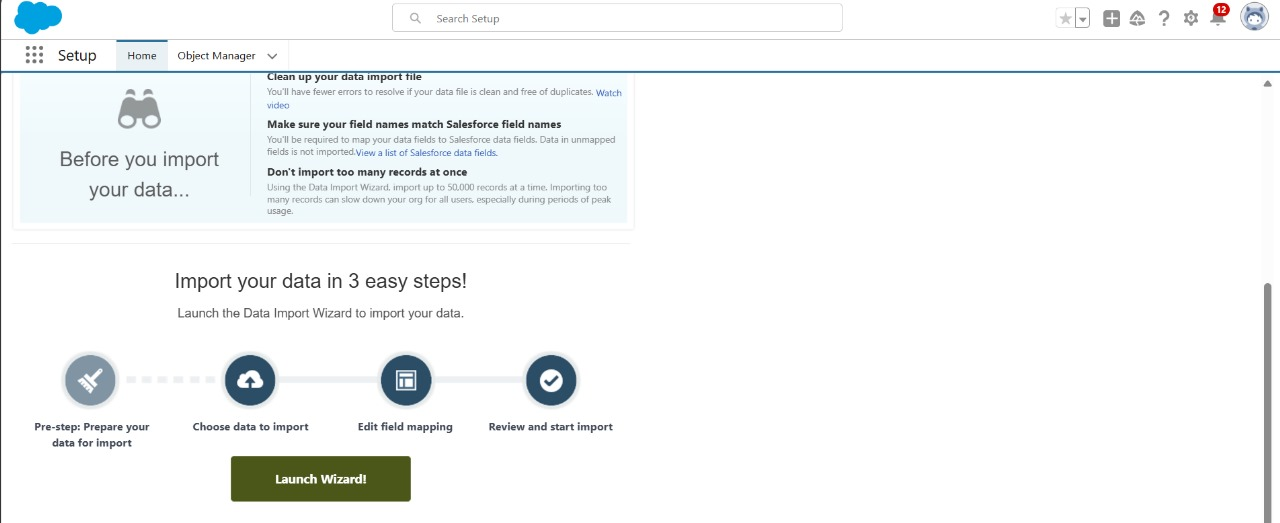 Search Setup
12
Setup
Home
Object Manager
Before you import
your data...
Clean up your data import file
You'll have fewer errors to resolve if your data file is clean and free of duplicates. Watch
video
Make sure your field names match Salesforce field names
You'll be required to map your data fields to Salesforce data fields. Data in unmapped
fields is not imported.View a list of Salesforce data fields.
Don't import too many records at once
Using the Data Import Wizard, import up to 50,000 records at a time. Importing too
many records can slow down your org for all users, especially during periods of peak
usage.
Import your data in 3 easy steps!
Launch the Data Import Wizard to import your data.
Pre-step: Prepare your
data for import
Choose data to import
Edit field mapping
Review and start import
Launch Wizard!